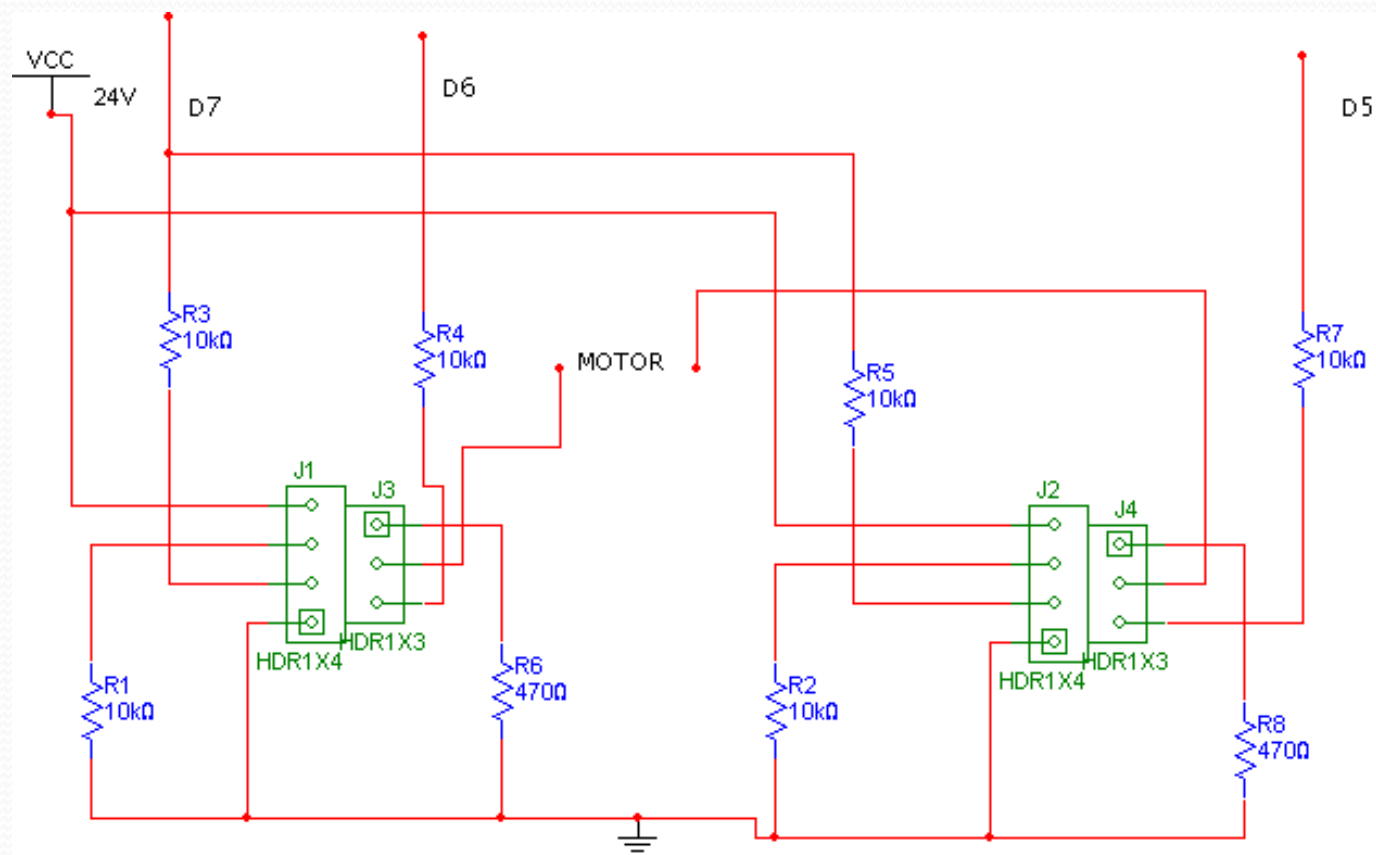 VCC
24V
D7
D6
D5
R3
10kΩ
R4
10kΩ
MOTOR
R5
10kΩ
R7
10kΩ
J1
J3
HDR1X4
HDR1X3
J2
J4
HDR1X4
HDR1X3
R1
10kΩ
R6
470Ω
R2
10kΩ
R8
470Ω